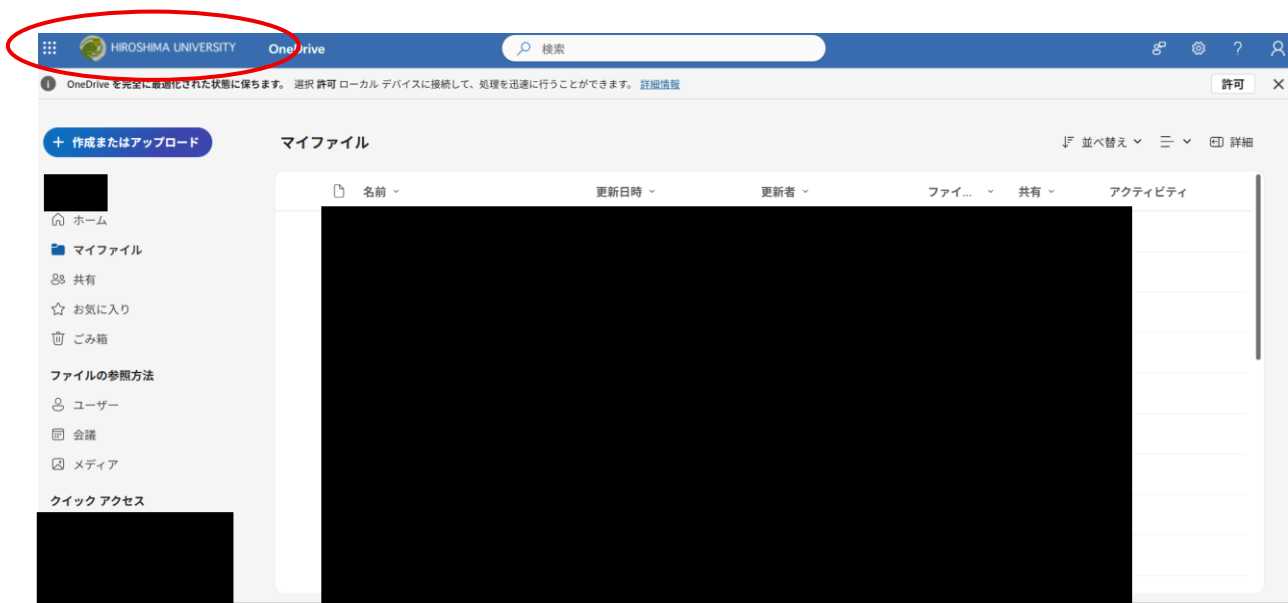 HIROSHIMA UNIVERSITY OneDrive 検索
OneDrive を完全に最適化された状態に保ちます。 選択 許可 ローカル デバイスに接続して、処理を迅速に行うことができます。 詳細情報 許可
+ 作成またはアップロード
マイファイル 並べ替え 詳細
名前 更新日時 更新者 ファイ... 共有 アクティビティ
ホーム
マイファイル
共有
お気に入り
ごみ箱
ファイルの参照方法
ユーザー
会議
メディア
クイック アクセス